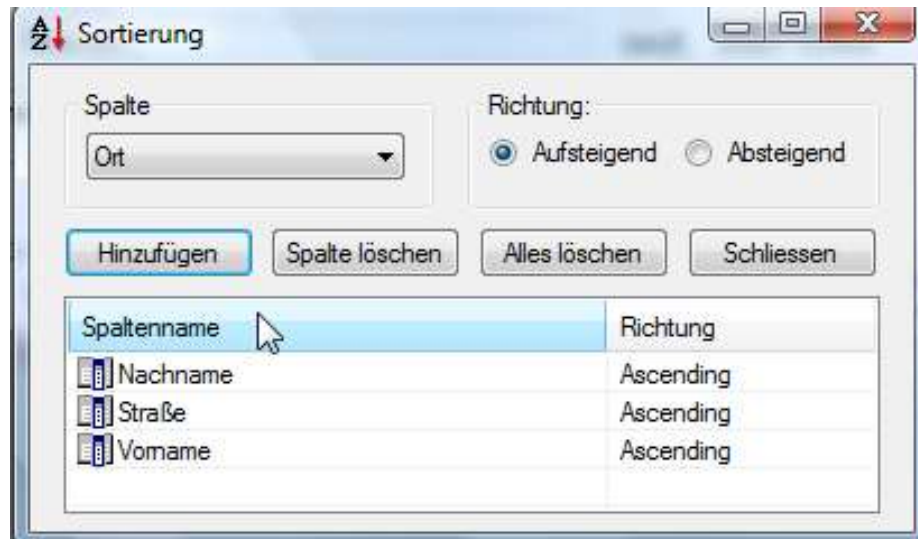 Sortierung
Spalte
Richtung:
Ort
Aufsteigend
Absteigend
Hinzufügen
Spalte löschen
Alles löschen
Schliessen
Spaltenname Richtung
Nachname Ascending
Straße Ascending
Vorname Ascending